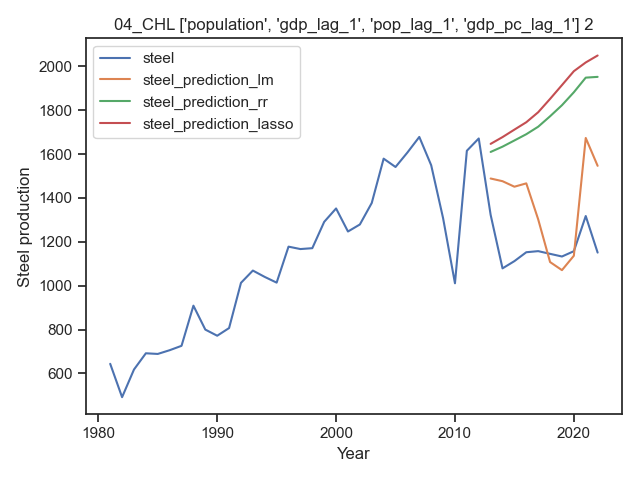 04_CHL ['population', 'gdp_lag_1', 'pop_lag_1', 'gdp_pc_lag_1'] 2
steel
steel_prediction_lm
steel_prediction_rr
steel_prediction_lasso
Steel production
2000
1800
1600
1400
1200
1000
800
600
1980
1990
2000
2010
2020
Year